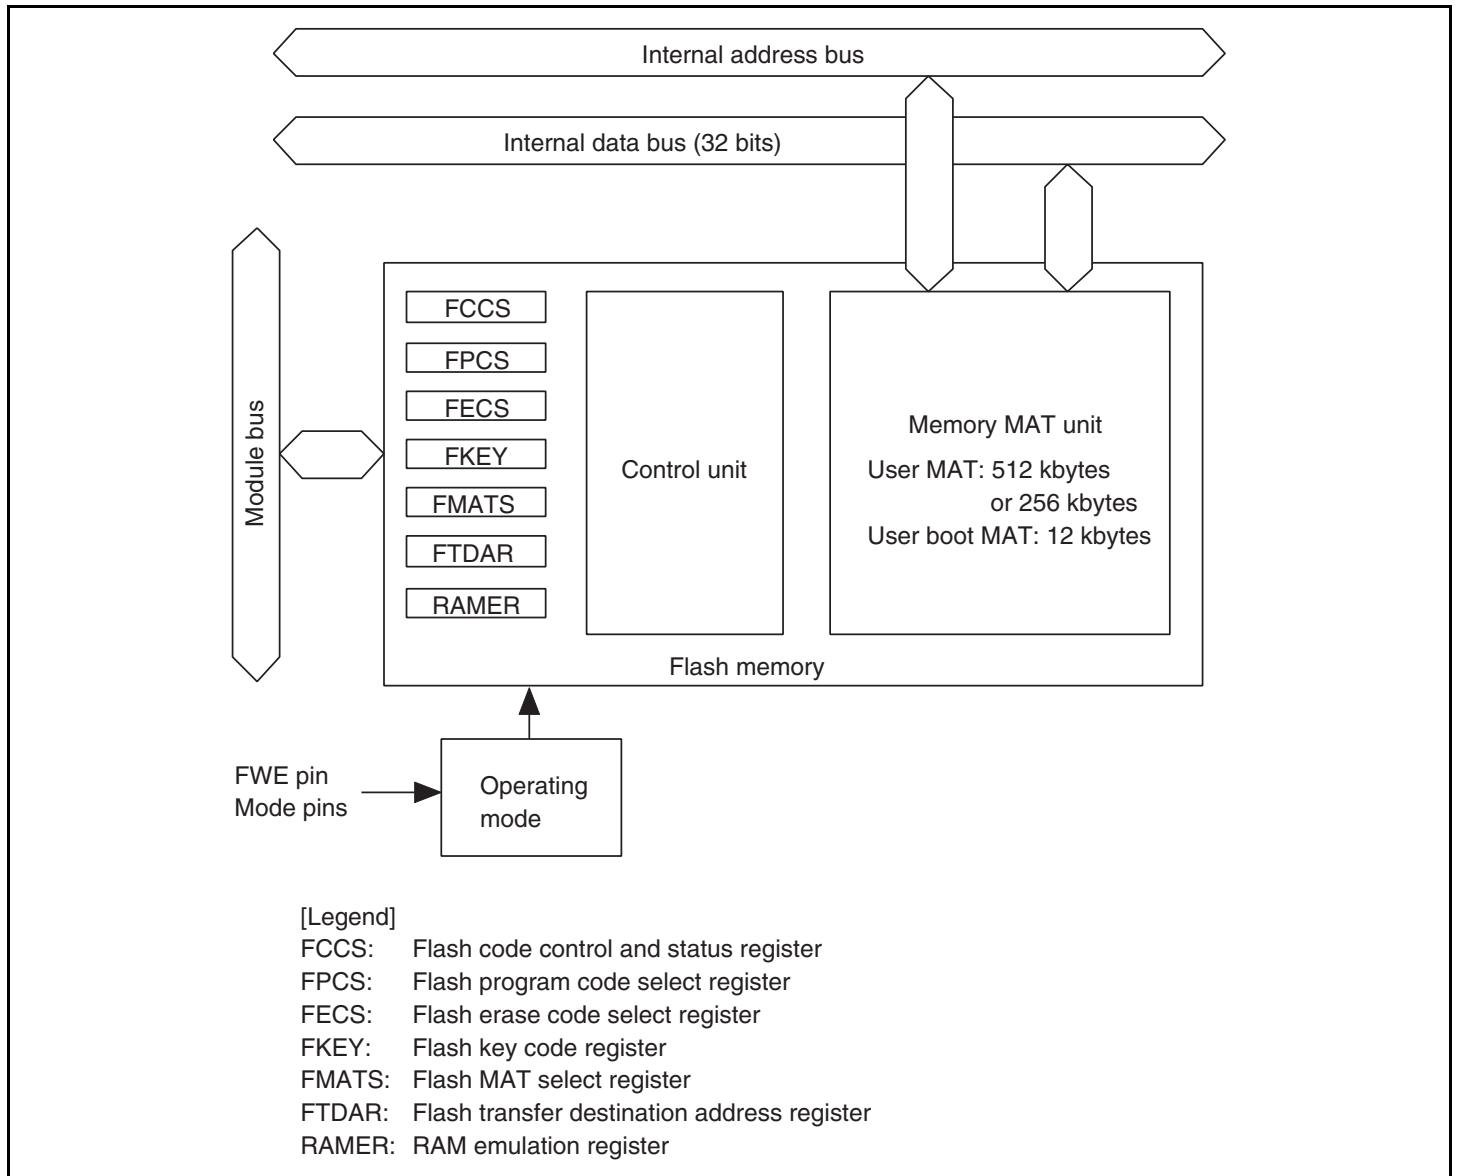 Internal address bus
Internal data bus (32 bits)
Module bus
FCCS
FPCS
FECS
FKEY
FMATS
FTDAR
RAMER
Control unit
Memory MAT unit
User MAT: 512 kbytes
or 256 kbytes
User boot MAT: 12 kbytes
Flash memory
FWE pin
Mode pins
Operating
mode
[Legend]
FCCS: Flash code control and status register
FPCS: Flash program code select register
FECS: Flash erase code select register
FKEY: Flash key code register
FMATS: Flash MAT select register
FTDAR: Flash transfer destination address register
RAMER: RAM emulation register